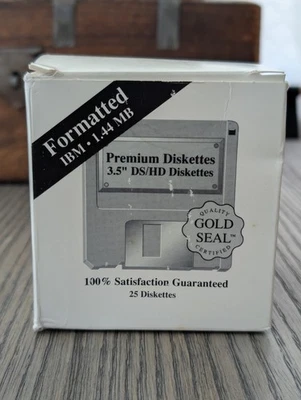 Formatted
IBM • 1.44 MB
Premium Diskettes
3.5" DS/HD Diskettes
QUALITY
GOLD
SEAL™
CERTIFIED
100% Satisfaction Guaranteed
25 Diskettes